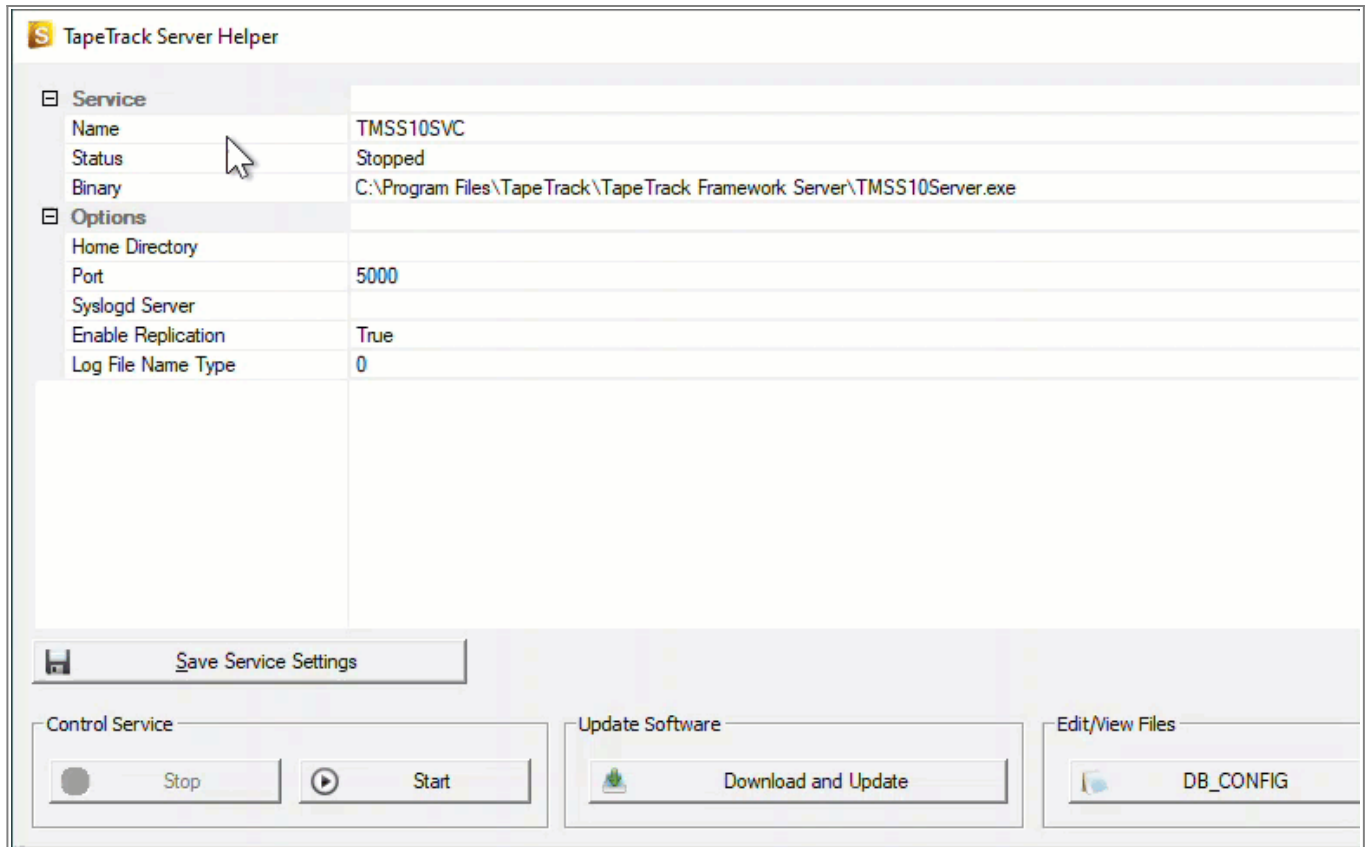 TapeTrack Server Helper
Service
Name TMSS10SVC
Status Stopped
Binary C:\Program Files\TapeTrack\TapeTrack Framework Server\TMSS10Server.exe
Options
Home Directory
Port 5000
Syslogd Server
Enable Replication True
Log File Name Type 0
Save Service Settings
Control Service Update Software Edit/View Files
Stop Start Download and Update DB_CONFIG